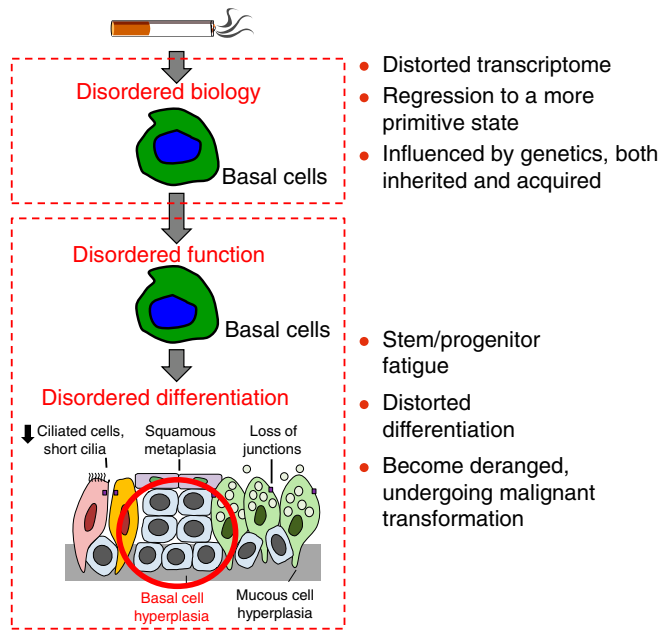 Disordered biology
Basal cells
• Distorted transcriptome
• Regression to a more
primitive state
• Influenced by genetics, both
inherited and acquired
Disordered function
Basal cells
Disordered differentiation
• Stem/progenitor
fatigue
• Distorted
differentiation
• Become deranged,
undergoing malignant
transformation
Ciliated cells,
short cilia
Squamous
metaplasia
Loss of
junctions
Basal cell
hyperplasia
Mucous cell
hyperplasia